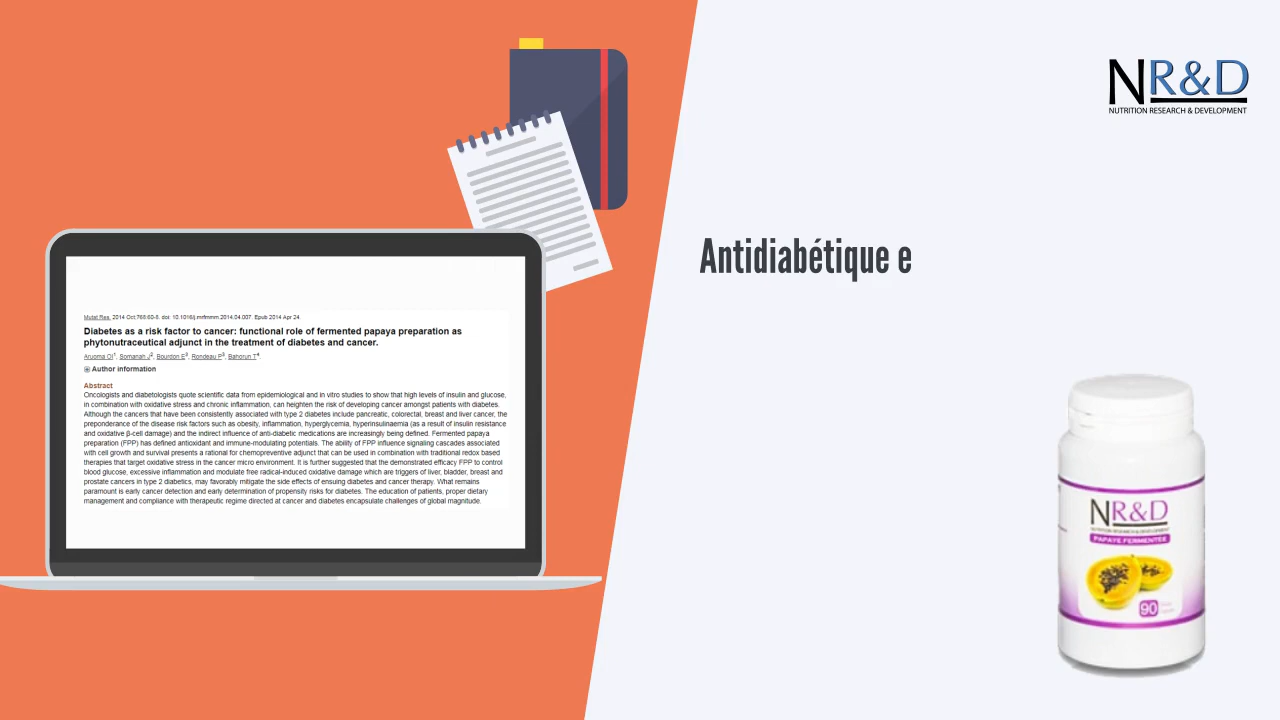 NR&D
NUTRITION RESEARCH & DEVELOPMENT
Antidiabétique e
Mutat Res. 2014 Oct;768:60-8. doi: 10.1016/j.mrfmmm.2014.04.007. Epub 2014 Apr 24.
Diabetes as a risk factor to cancer: functional role of fermented papaya preparation as
phytonutraceutical adjunct in the treatment of diabetes and cancer.
Aruoma OI1, Somanah J2, Bourdon E3, Rondeau P3, Bahorun T4.
Author information
Abstract
Oncologists and diabetologists quote scientific data from epidemiological and in vitro studies to show that high levels of insulin and glucose,
in combination with oxidative stress and chronic inflammation, can heighten the risk of developing cancer amongst patients with diabetes.
Although the cancers that have been consistently associated with type 2 diabetes include pancreatic, colorectal, breast and liver cancer, the
preponderance of the disease risk factors such as obesity, inflammation, hyperglycemia, hyperinsulinaemia (as a result of insulin resistance
and oxidative β-cell damage) and the indirect influence of anti-diabetic medications are increasingly being defined. Fermented papaya
preparation (FPP) has defined antioxidant and immune-modulating potentials. The ability of FPP influence signaling cascades associated
with cell growth and survival presents a rational for chemopreventive adjunct that can be used in combination with traditional redox based
therapies that target oxidative stress in the cancer micro environment. It is further suggested that the demonstrated efficacy FPP to control
blood glucose, excessive inflammation and modulate free radical-induced oxidative damage which are triggers of liver, bladder, breast and
prostate cancers in type 2 diabetics, may favorably mitigate the side effects of ensuing diabetes and cancer therapy. What remains
paramount is early cancer detection and early determination of propensity risks for diabetes. The education of patients, proper dietary
management and compliance with therapeutic regime directed at cancer and diabetes encapsulate challenges of global magnitude.
NR&D
NUTRITION RESEARCH & DEVELOPMENT
PAPAYE FERMENTEE
90